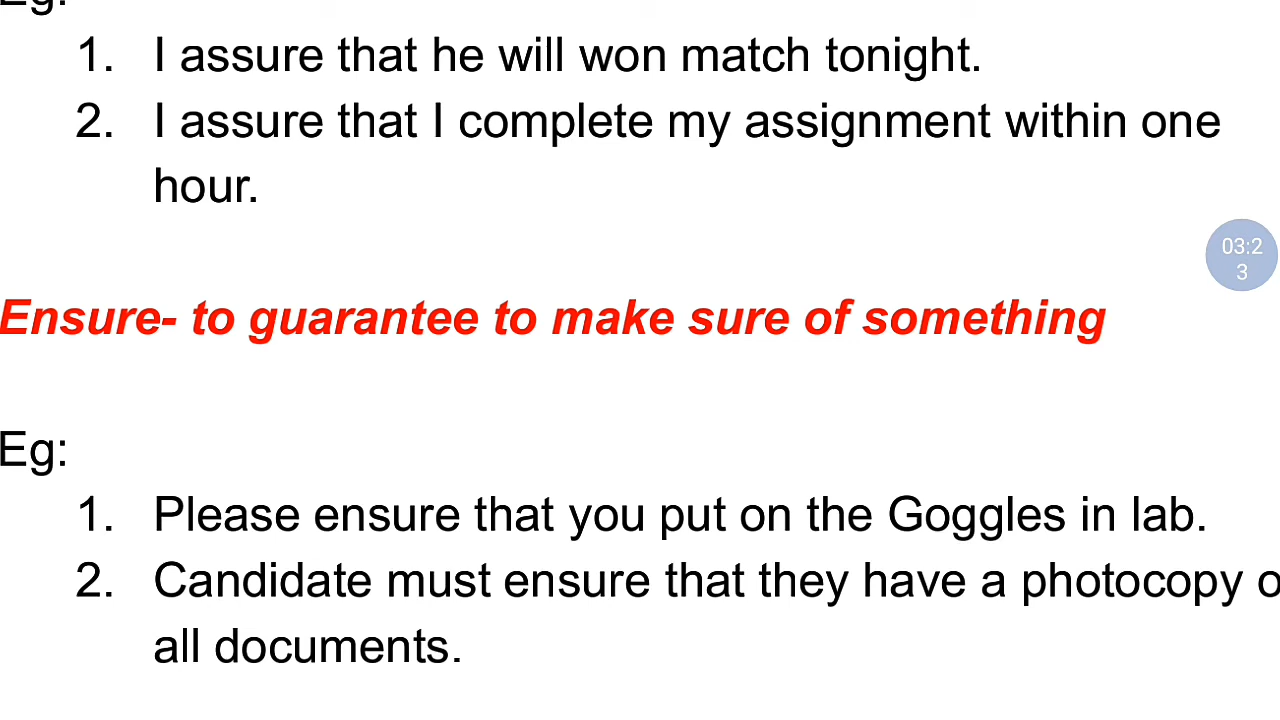 Eg:
1. I assure that he will won match tonight.
2. I assure that I complete my assignment within one
hour.
03:2
3
Ensure- to guarantee to make sure of something
Eg:
1. Please ensure that you put on the Goggles in lab.
2. Candidate must ensure that they have a photocopy
all documents.